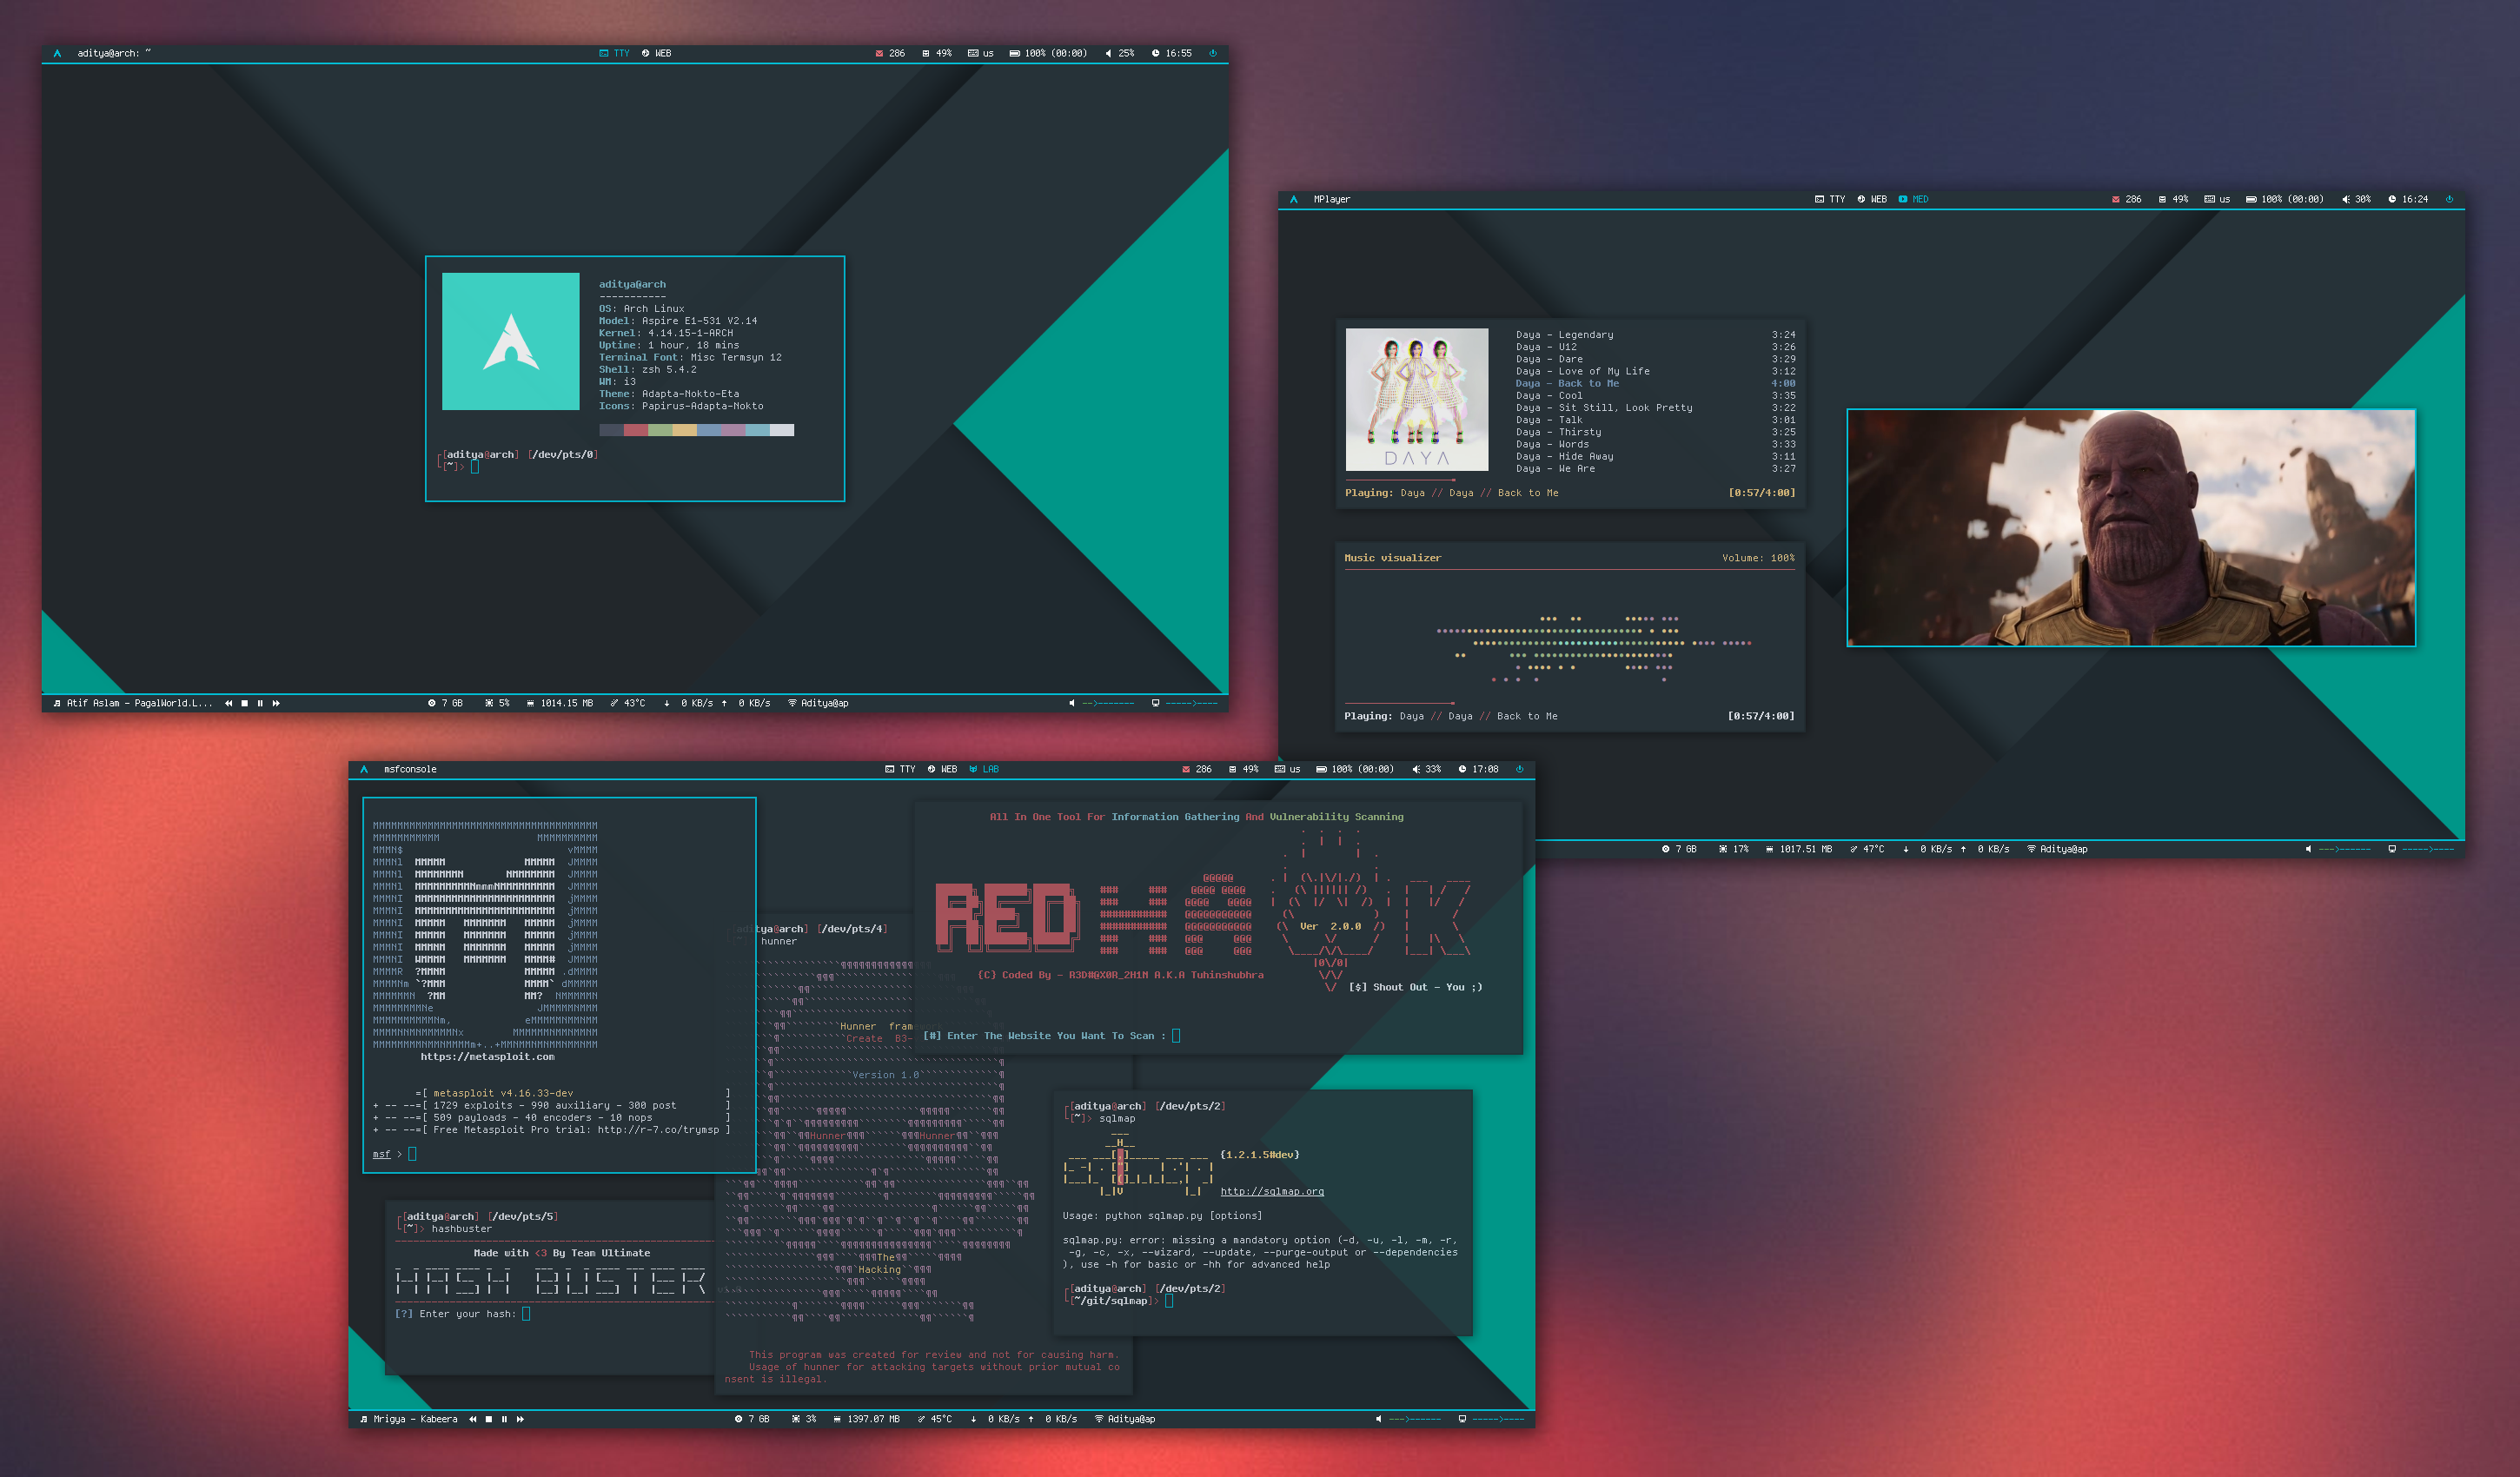 aditya@arch: ~
TTY WEB
286 49% us 100% (00:00) 25% 16:55
aditya@arch
-----------
OS: Arch Linux
Model: Aspire E1-531 V2.14
Kernel: 4.14.15-1-ARCH
Uptime: 1 hour, 18 mins
Terminal Font: Misc Termsyn 12
Shell: zsh 5.4.2
WM: i3
Theme: Adapta-Nokto-Eta
Icons: Papirus-Adapta-Nokto
[aditya@arch] [/dev/pts/0]
[~]>
Atif Aslam - PagalWorld.L...
7 GB 5% 1014.15 MB 43°C 0 KB/s 0 KB/s Aditya@ap
MPlayer
TTY WEB MED
286 49% us 100% (00:00) 30% 16:24
Daya - Legendary 3:24
Daya - U12 3:26
Daya - Dare 3:29
Daya - Love of My Life 3:12
Daya - Back to Me 4:00
Daya - Cool 3:35
Daya - Sit Still, Look Pretty 3:22
Daya - Talk 3:01
Daya - Thirsty 3:25
Daya - Words 3:33
Daya - Hide Away 3:11
Daya - We Are 3:27
DAYA
Playing: Daya // Daya // Back to Me [0:57/4:00]
Music visualizer Volume: 100%
Playing: Daya // Daya // Back to Me [0:57/4:00]
7 GB 17% 1017.51 MB 47°C 0 KB/s 0 KB/s Aditya@ap
msfconsole
TTY WEB LAB
286 49% us 100% (00:00) 33% 17:08
https://metasploit.com
=[ metasploit v4.16.33-dev ]
+ -- --=[ 1729 exploits - 990 auxiliary - 300 post ]
+ -- --=[ 509 payloads - 40 encoders - 10 nops ]
+ -- --=[ Free Metasploit Pro trial: http://r-7.co/trymsp ]
msf >
All In One Tool For Information Gathering And Vulnerability Scanning
RED HAWK
Ver 2.0.0
{C} Coded By - R3D#@X0R_2H1N A.K.A Tuhinshubhra
[$] Shout Out - You ;)
[#] Enter The Website You Want To Scan :
aditya@arch] [/dev/pts/4]
hunner
Hunner fram
Create B3-
Version 1.0
Hunner Hunner
The
Hacking
This program was created for review and not for causing harm.
Usage of hunner for attacking targets without prior mutual co
nsent is illegal.
[aditya@arch] [/dev/pts/2]
[~]> sqlmap
{1.2.1.5#dev}
http://sqlmap.org
Usage: python sqlmap.py [options]
sqlmap.py: error: missing a mandatory option (-d, -u, -l, -m, -r,
-g, -c, -x, --wizard, --update, --purge-output or --dependencies
), use -h for basic or -hh for advanced help
[aditya@arch] [/dev/pts/2]
[~/git/sqlmap]>
[aditya@arch] [/dev/pts/5]
[~]> hashbuster
Made with <3 By Team Ultimate
HASH BUSTER
[?] Enter your hash:
Mrigya - Kabeera
7 GB 3% 1397.07 MB 45°C 0 KB/s 0 KB/s Aditya@ap